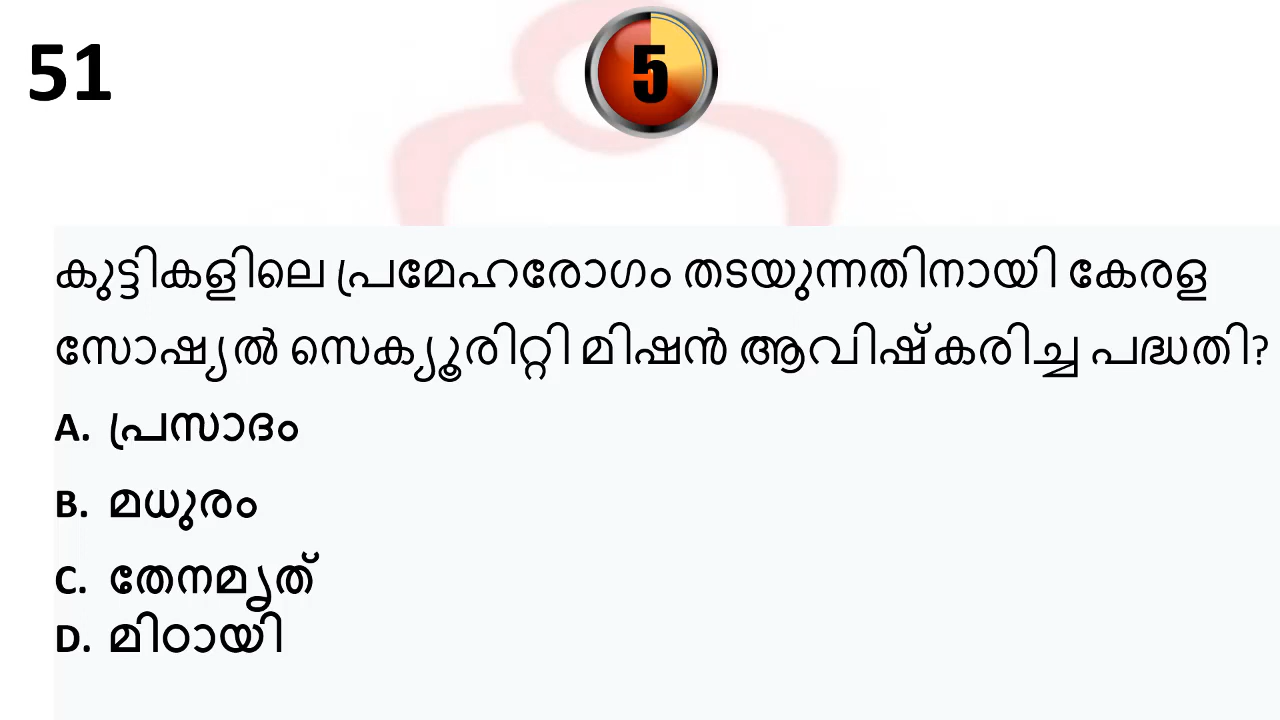 51
5
കുട്ടികളിലെ പ്രമേഹരോഗം തടയുന്നതിനായി കേരള
സോഷ്യൽ സെക്യൂരിറ്റി മിഷൻ ആവിഷ്കരിച്ച പദ്ധതി?
A. പ്രസാദം
B. മധുരം
C. തേനമൃത്
D. മിഠായി